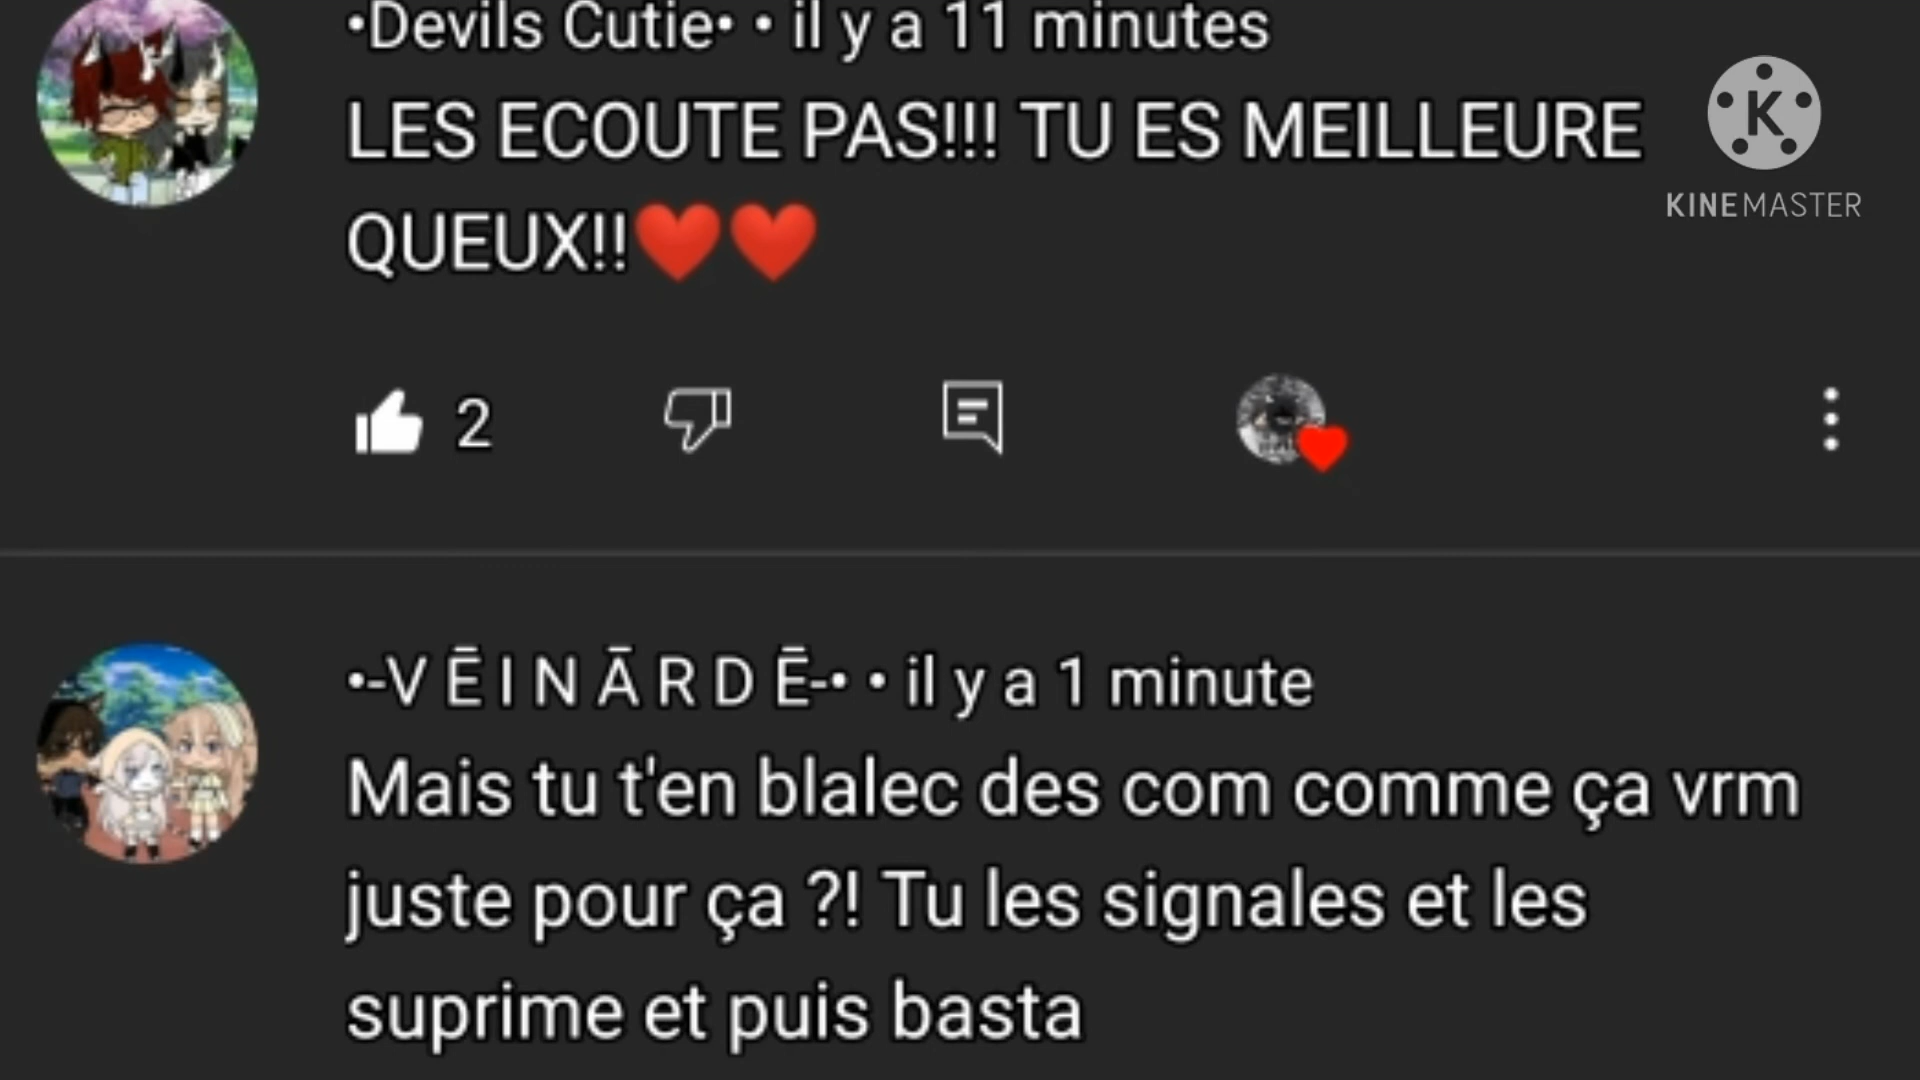 •Devils Cutie• • il y a 11 minutes
LES ECOUTE PAS!!! TU ES MEILLEURE
QUEUX!!❤️❤️
K
KINEMASTER
2
•-V Ē I N Ā R D Ē-• • il y a 1 minute
Mais tu t'en blalec des com comme ça vrm
juste pour ça ?! Tu les signales et les
suprime et puis basta